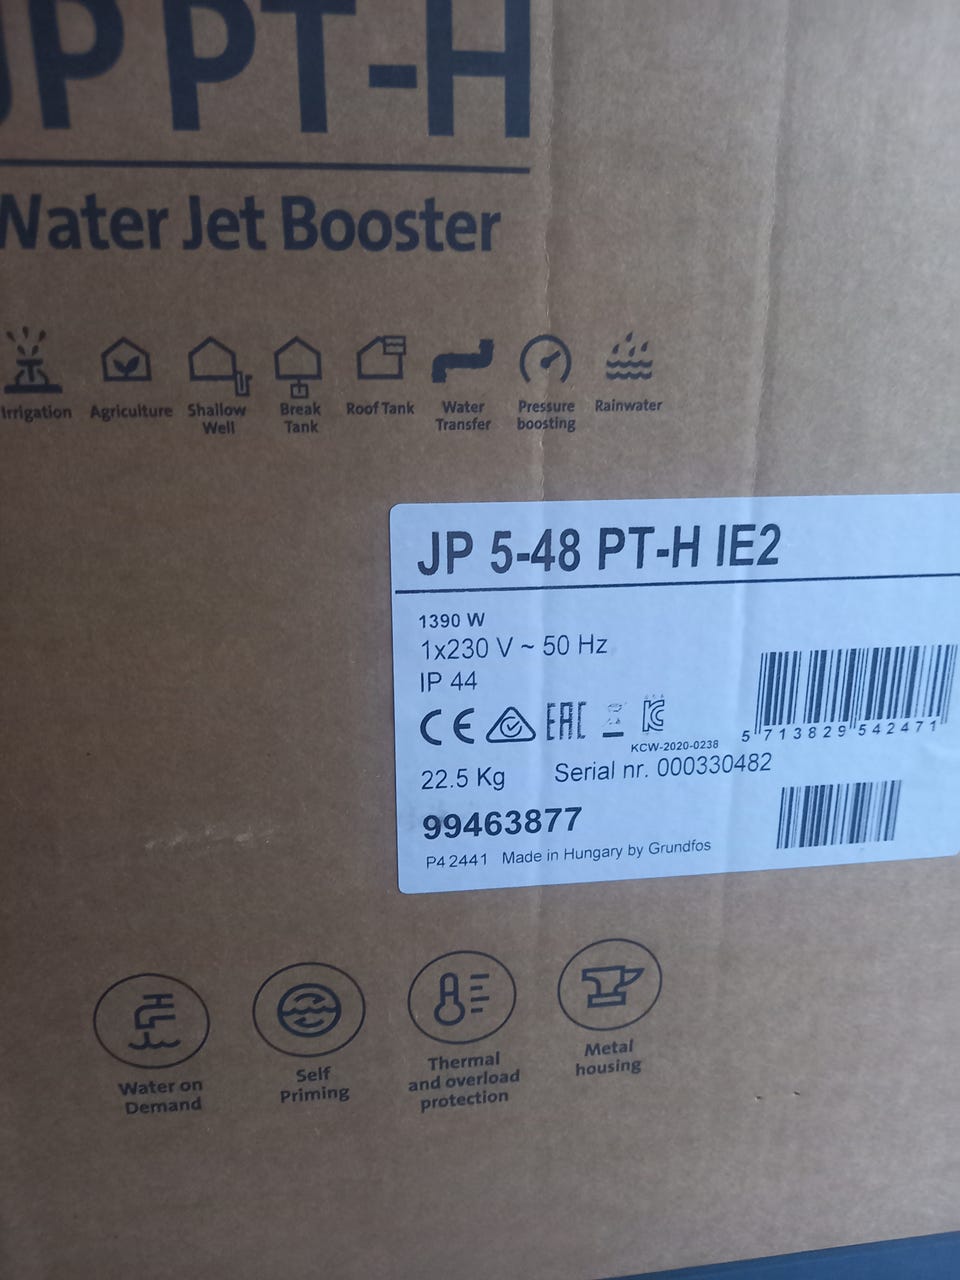 JP PT-H
Water Jet Booster
Irrigation
Agriculture
Shallow
Well
Break
Tank
Roof Tank
Water
Transfer
Pressure
boosting
Rainwater
JP 5-48 PT-H IE2
1390 W
1x230 V ~ 50 Hz
IP 44
CE EAC
KCW-2020-0238
5 713829 542471
22.5 Kg Serial nr. 000330482
99463877
P4 2441 Made in Hungary by Grundfos
Water on
Demand
Self
Priming
Thermal
and overload
protection
Metal
housing